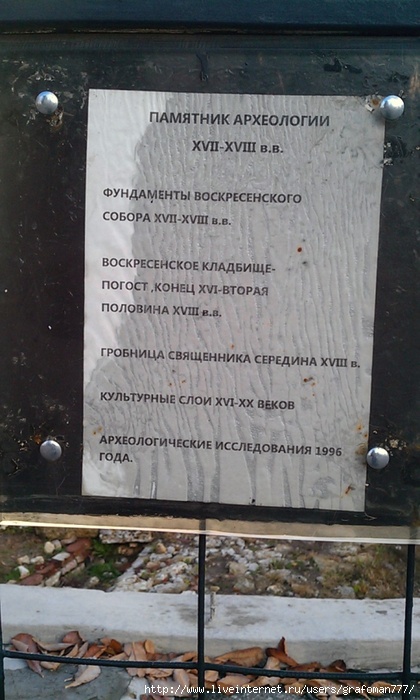 ПАМЯТНИК АРХЕОЛОГИИ
XVII-XVIII в.в.
ФУНДАМЕНТЫ ВОСКРЕСЕНСКОГО
СОБОРА XVII-XVIII в.в.
ВОСКРЕСЕНСКОЕ КЛАДБИЩЕ-
ПОГОСТ ,КОНЕЦ XVI-ВТОРАЯ
ПОЛОВИНА XVIII в.в.
ГРОБНИЦА СВЯЩЕННИКА СЕРЕДИНА XVIII в.
КУЛЬТУРНЫЕ СЛОИ XVI-XX ВЕКОВ
АРХЕОЛОГИЧЕСКИЕ ИССЛЕДОВАНИЯ 1996
ГОДА.
http://www.liveinternet.ru/users/grafoman777/